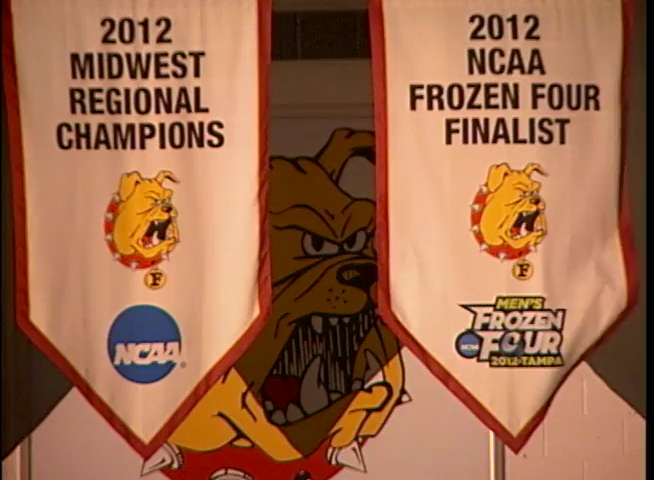 2012
MIDWEST
REGIONAL
CHAMPIONS
F
NCAA
2012
NCAA
FROZEN FOUR
FINALIST
F
MEN'S
FROZEN
NCAA
FOUR
2012·TAMPA